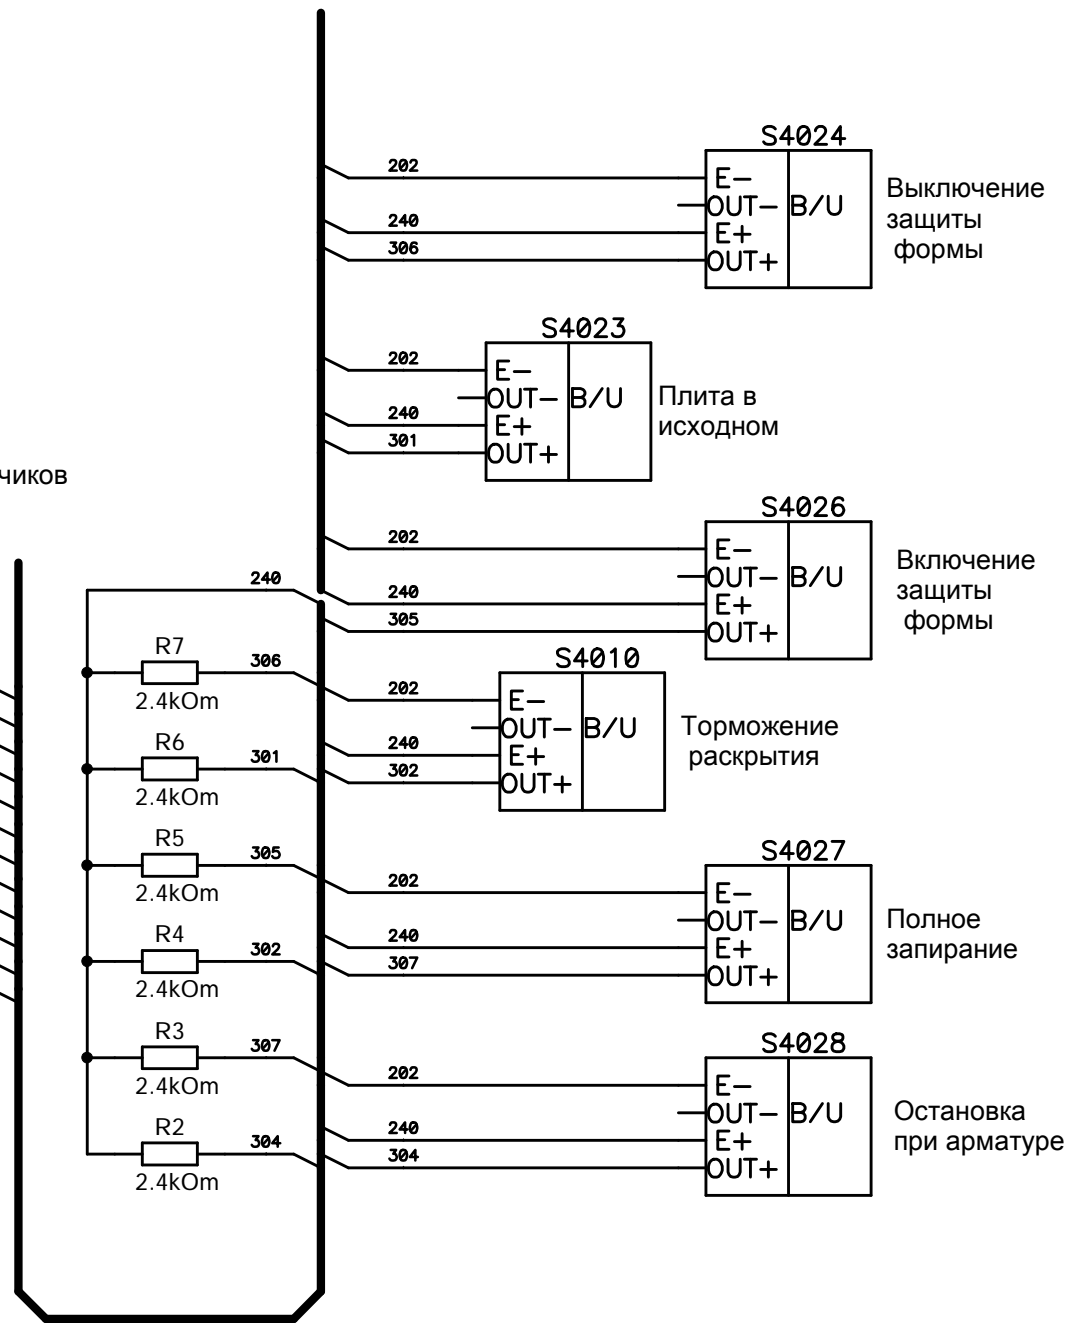 S4024
202
E-
OUT- B/U
240
E+
306
OUT+
Выключение
защиты
формы
S4023
202
E-
OUT- B/U
240
E+
301
OUT+
Плита в
исходном
чиков
S4026
202
E-
OUT- B/U
240
E+
305
OUT+
Включение
защиты
формы
240
R7
306
2.4kOm
S4010
202
E-
OUT- B/U
240
E+
302
OUT+
Торможение
раскрытия
R6
301
2.4kOm
R5
305
2.4kOm
S4027
202
E-
OUT- B/U
240
E+
307
OUT+
Полное
запирание
R4
302
2.4kOm
R3
307
2.4kOm
S4028
202
E-
OUT- B/U
240
E+
304
OUT+
Остановка
при арматуре
R2
304
2.4kOm